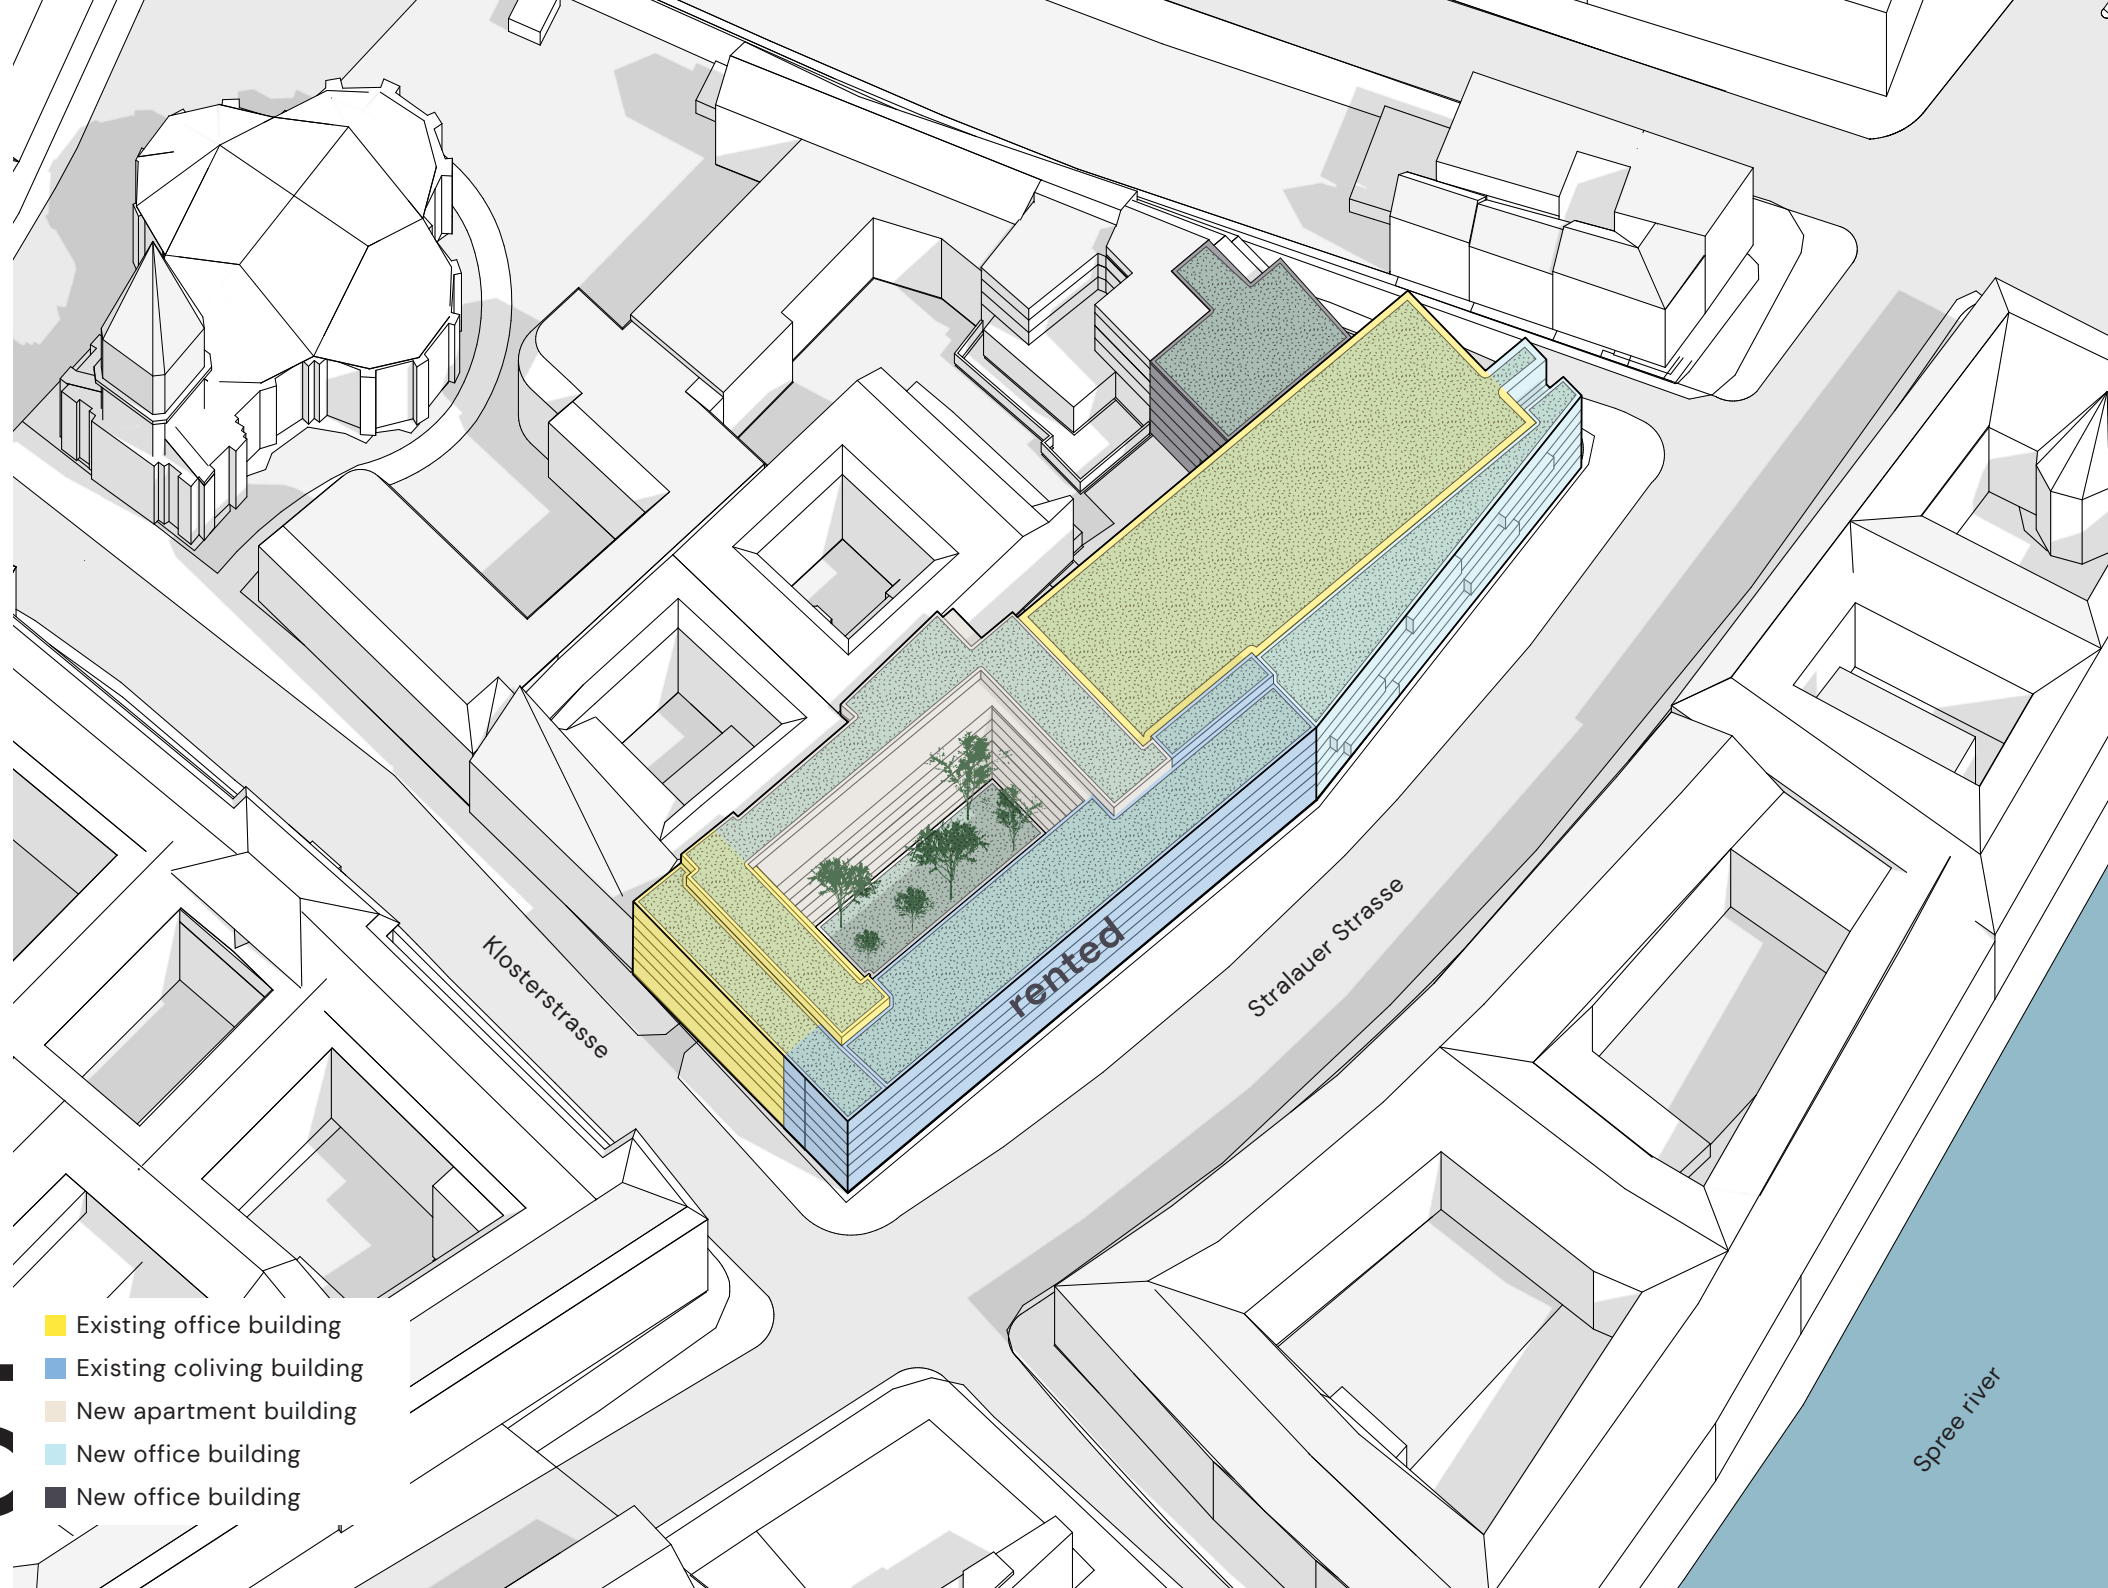 Klosterstrasse
rented
Stralauer Strasse
Spree river
Existing office building
Existing coliving building
New apartment building
New office building
New office building